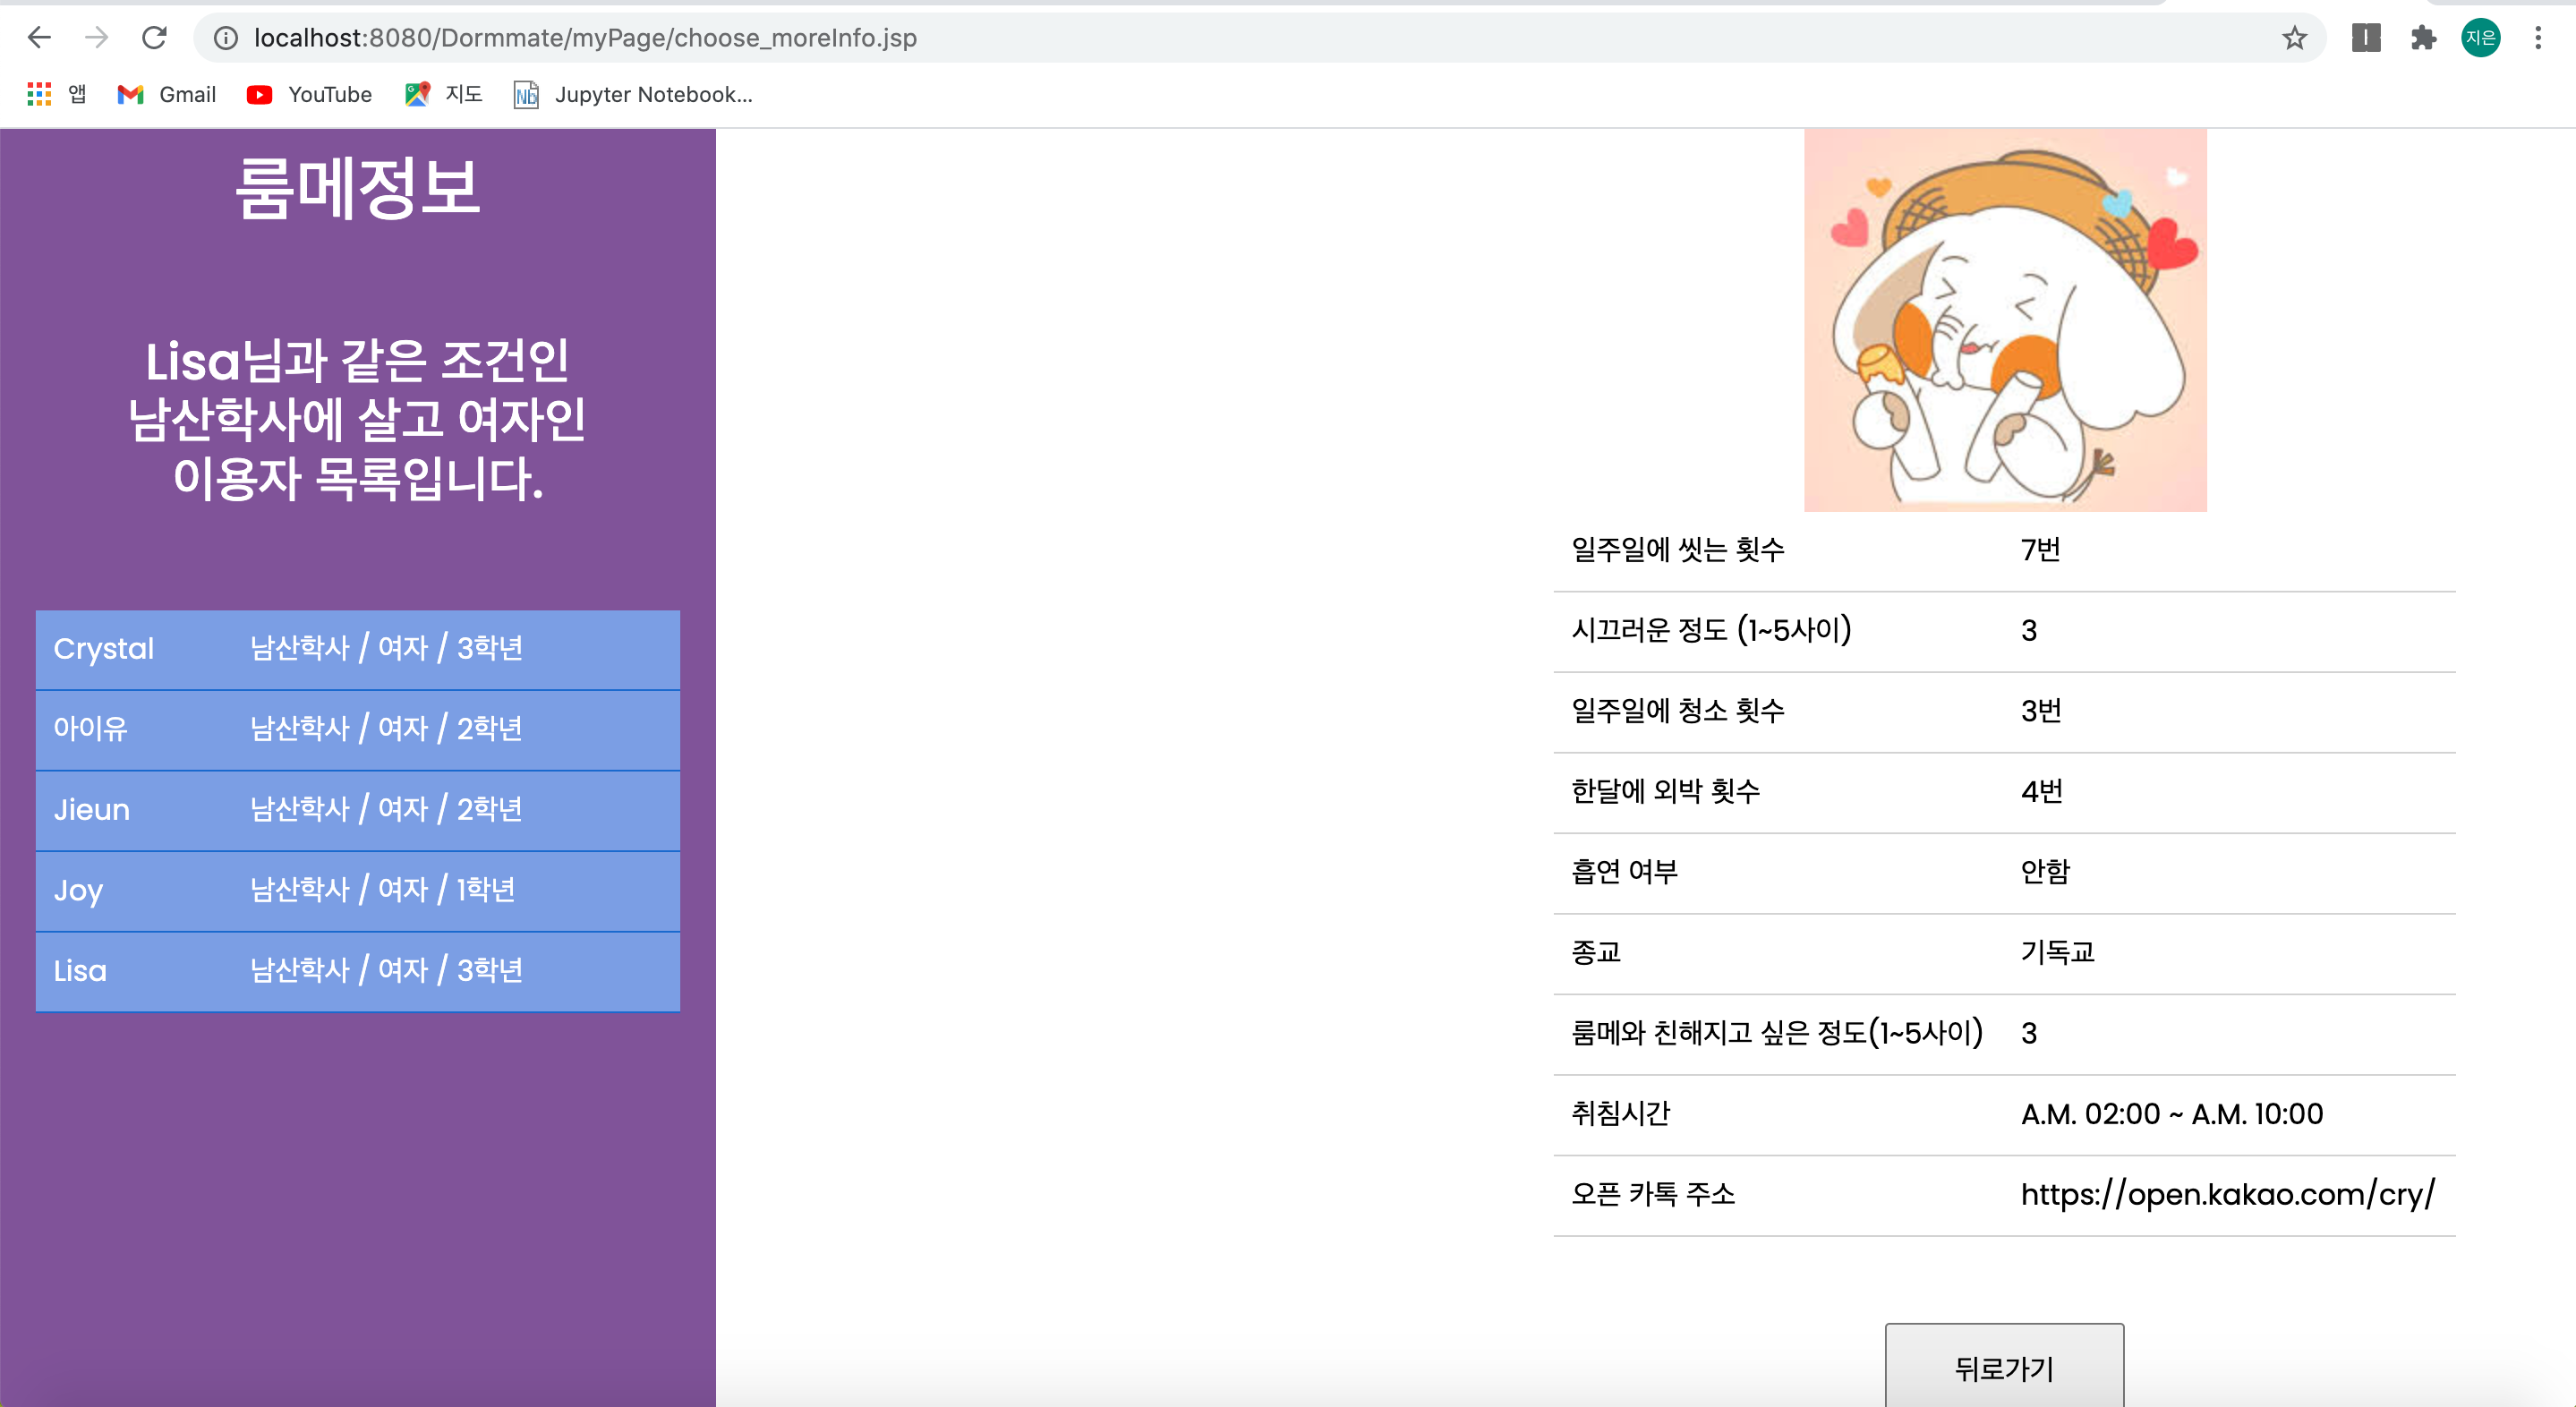 localhost:8080/Dormmate/myPage/choose_moreInfo.jsp
지은
앱 Gmail YouTube 지도 Jupyter Notebook...
룸메정보
Lisa님과 같은 조건인
남산학사에 살고 여자인
이용자 목록입니다.
Crystal 남산학사 / 여자 / 3학년
아이유 남산학사 / 여자 / 2학년
Jieun 남산학사 / 여자 / 2학년
Joy 남산학사 / 여자 / 1학년
Lisa 남산학사 / 여자 / 3학년
일주일에 씻는 횟수 7번
시끄러운 정도 (1~5사이) 3
일주일에 청소 횟수 3번
한달에 외박 횟수 4번
흡연 여부 안함
종교 기독교
룸메와 친해지고 싶은 정도(1~5사이) 3
취침시간 A.M. 02:00 ~ A.M. 10:00
오픈 카톡 주소 https://open.kakao.com/cry/
뒤로가기